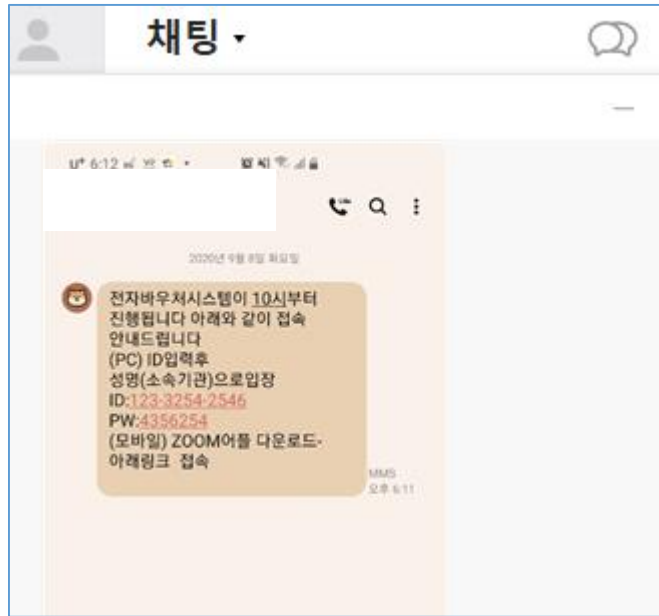 채팅
U+ 6:12
2020년 9월 8일 화요일
전자바우처시스템이 10시부터
진행됩니다 아래와 같이 접속
안내드립니다
(PC) ID입력후
성명(소속기관)으로입장
ID:123-3254-2546
PW:4356254
(모바일) ZOOM어플 다운로드-
아래링크 접속
MMS
오후 6:11